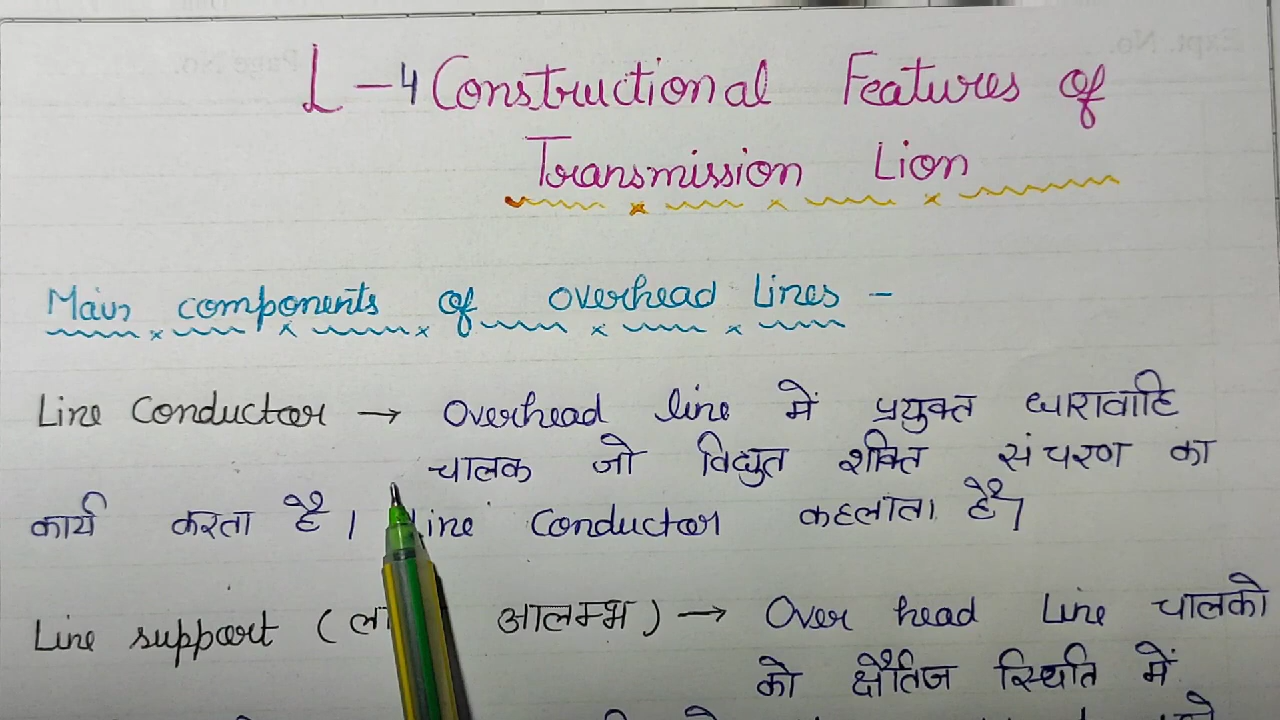 L-4 Constructional Features of
Transmission Lion
Main components of overhead Lines -
Line Conductor → Overhead line में प्रयुक्त धारावाहि
चालक जो विद्युत शक्ति संचरण का
कार्य करता है। Line Conductor कहलाता है।
Line support ( आलम्भ ) → Over head Line चालको
को क्षैतिज स्थिति में